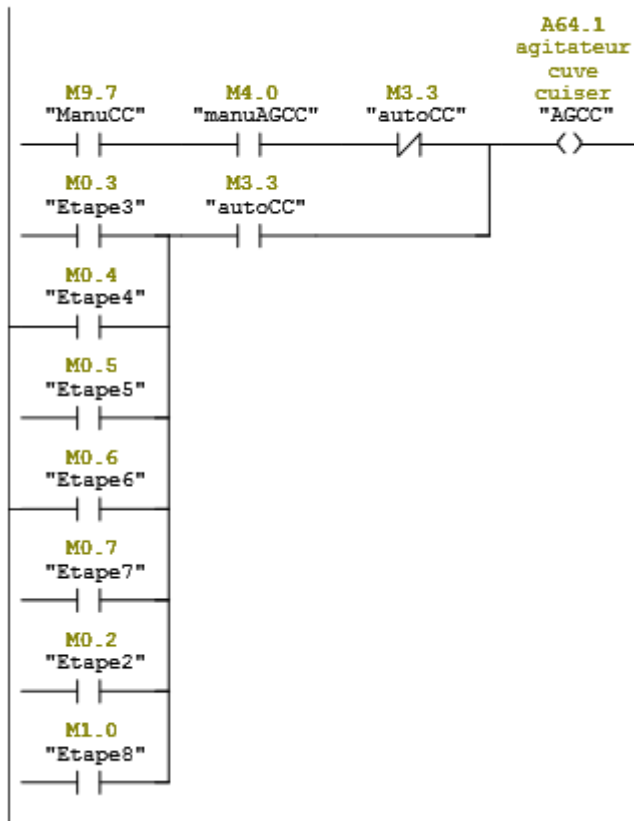 A64.1
agitateur
cuve
cuiser
"AGCC"
M9.7
"ManuCC"
M4.0
"manuAGCC"
M3.3
"autoCC"
M0.3
"Etape3"
M3.3
"autoCC"
M0.4
"Etape4"
M0.5
"Etape5"
M0.6
"Etape6"
M0.7
"Etape7"
M0.2
"Etape2"
M1.0
"Etape8"